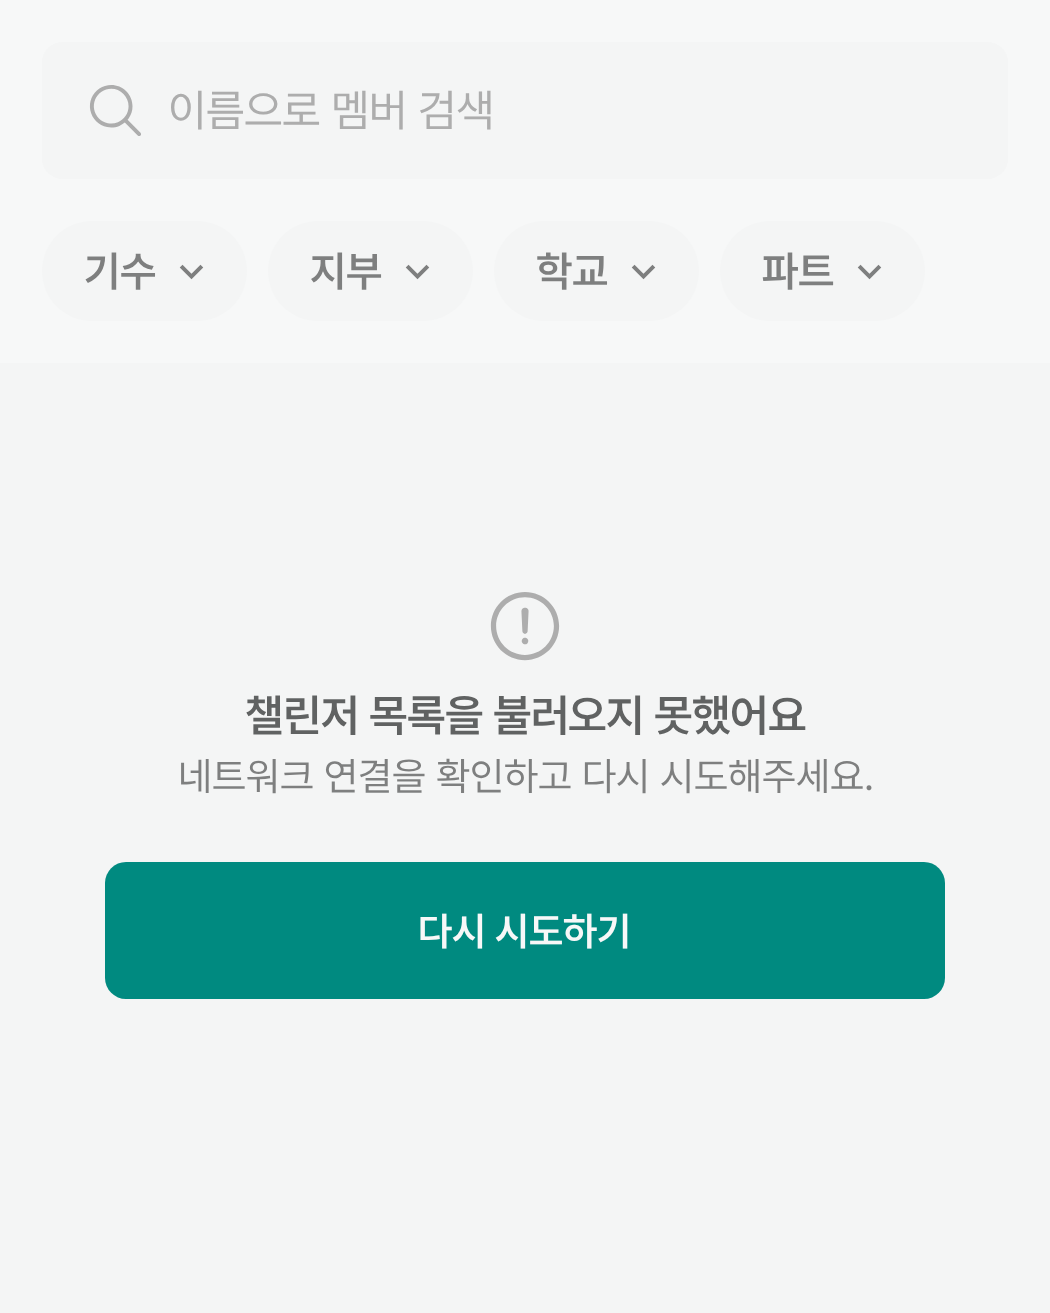 이름으로 멤버 검색
기수 지부 학교 파트
챌린저 목록을 불러오지 못했어요
네트워크 연결을 확인하고 다시 시도해주세요.
다시 시도하기